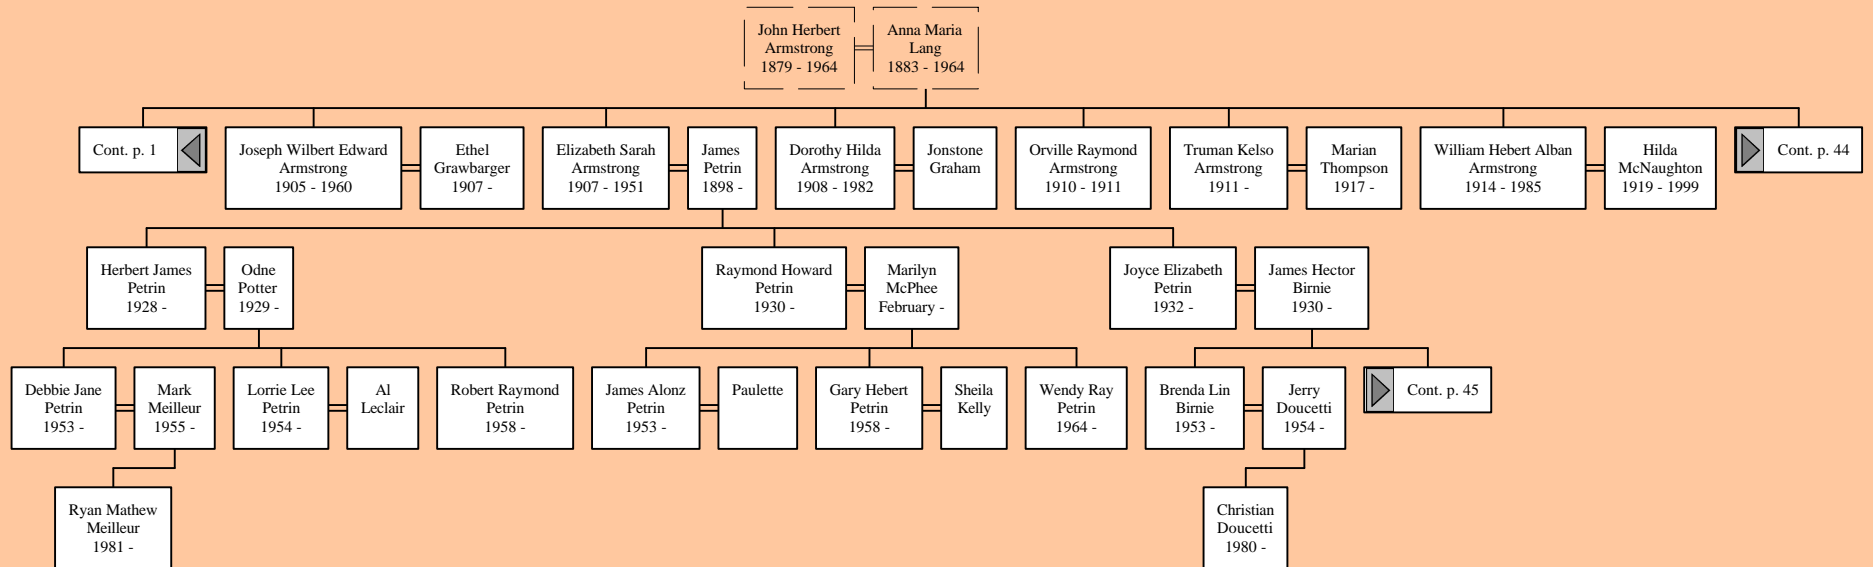 John Herbert
Armstrong
1879 - 1964
Anna Maria
Lang
1883 - 1964
Cont. p. 1
Joseph Wilbert Edward
Armstrong
1905 - 1960
Ethel
Grawbarger
1907 -
Elizabeth Sarah
Armstrong
1907 - 1951
James
Petrin
1898 -
Dorothy Hilda
Armstrong
1908 - 1982
Jonstone
Graham
Orville Raymond
Armstrong
1910 - 1911
Truman Kelso
Armstrong
1911 -
Marian
Thompson
1917 -
William Hebert Alban
Armstrong
1914 - 1985
Hilda
McNaughton
1919 - 1999
Cont. p. 44
Herbert James
Petrin
1928 -
Odne
Potter
1929 -
Raymond Howard
Petrin
1930 -
Marilyn
McPhee
February -
Joyce Elizabeth
Petrin
1932 -
James Hector
Birnie
1930 -
Debbie Jane
Petrin
1953 -
Mark
Meilleur
1955 -
Lorrie Lee
Petrin
1954 -
Al
Leclair
Robert Raymond
Petrin
1958 -
James Alonz
Petrin
1953 -
Paulette
Gary Hebert
Petrin
1958 -
Sheila
Kelly
Wendy Ray
Petrin
1964 -
Brenda Lin
Birnie
1953 -
Jerry
Doucetti
1954 -
Cont. p. 45
Ryan Mathew
Meilleur
1981 -
Christian
Doucetti
1980 -